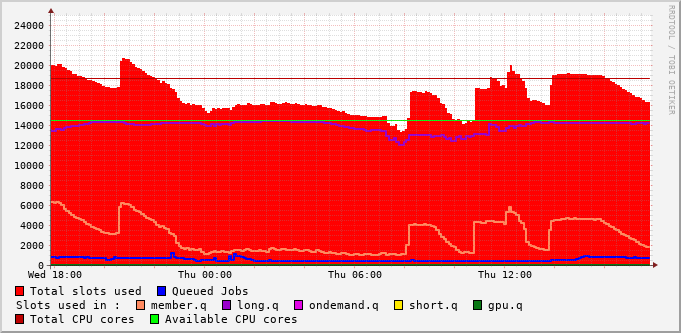 24000
22000
20000
18000
16000
14000
12000
10000
8000
6000
4000
2000
0
Wed 18:00 Thu 00:00 Thu 06:00 Thu 12:00
RRDTOOL / TOBI OETIKER
Total slots used Queued Jobs
Slots used in : member.q long.q ondemand.q short.q gpu.q
Total CPU cores Available CPU cores